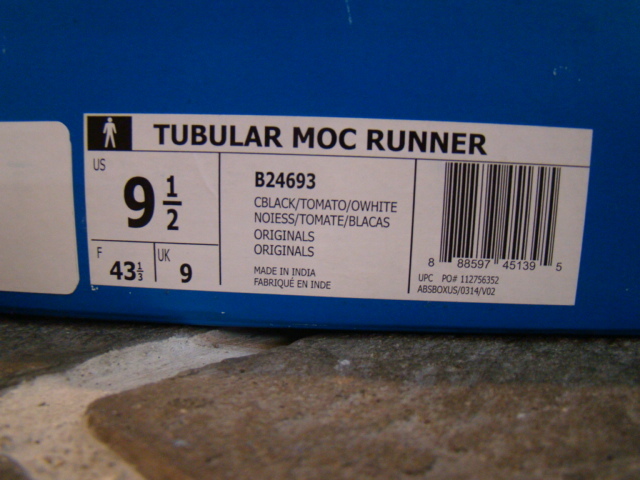 TUBULAR MOC RUNNER
US
9 1/2
F
43 1/3
UK
9
B24693
CBLACK/TOMATO/OWHITE
NOIESS/TOMATE/BLACAS
ORIGINALS
ORIGINALS
MADE IN INDIA
FABRIQUÉ EN INDE
8 88597 45139 5
UPC PO# 112756352
ABSBOXUS/0314/V02